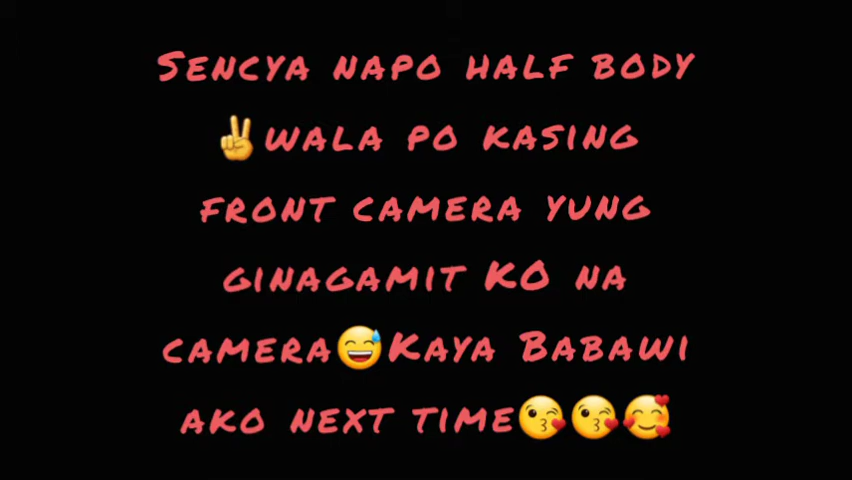 Sencya napo half body
✌️wala po kasing
front camera yung
ginagamit KO na
camera😅Kaya Babawi
ako next time😘😘🥰